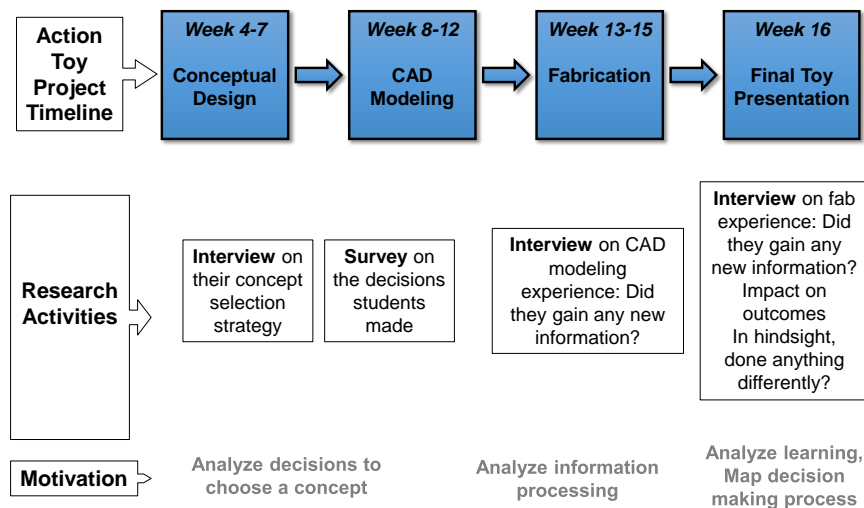 Action
Toy
Project
Timeline
Week 4-7
Conceptual
Design
Week 8-12
CAD
Modeling
Week 13-15
Fabrication
Week 16
Final Toy
Presentation
Research
Activities
Interview on
their concept
selection
strategy
Survey on
the decisions
students
made
Interview on CAD
modeling
experience: Did
they gain any new
information?
Interview on fab
experience: Did
they gain any
new information?
Impact on
outcomes
In hindsight,
done anything
differently?
Motivation
Analyze decisions to
choose a concept
Analyze information
processing
Analyze learning,
Map decision
making process